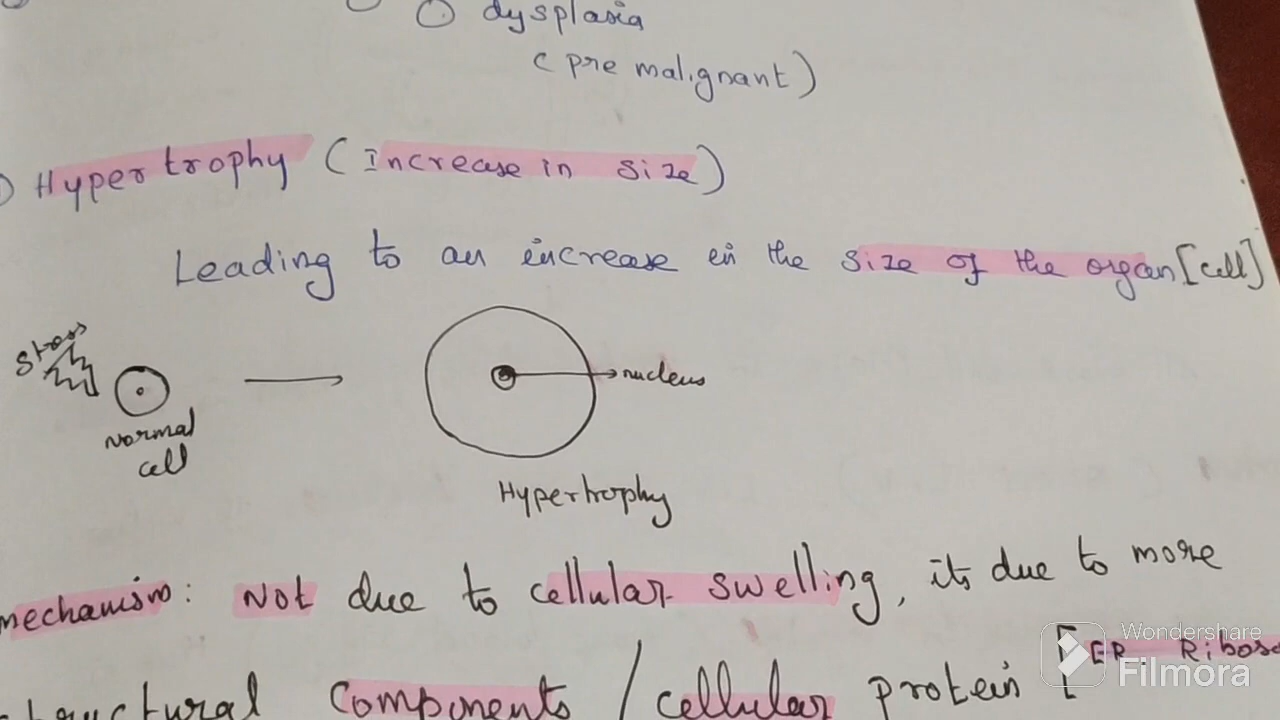 dysplasia
(pre malignant)
Hypertrophy (Increase in size)
Leading to an increase in the size of the organ [cell]
Stress
nucleus
Normal
cell
Hypertrophy
mechanism: Not due to cellular swelling, its due to more
structural components / cellular protein [ER, Riboso
Wondershare
Filmora